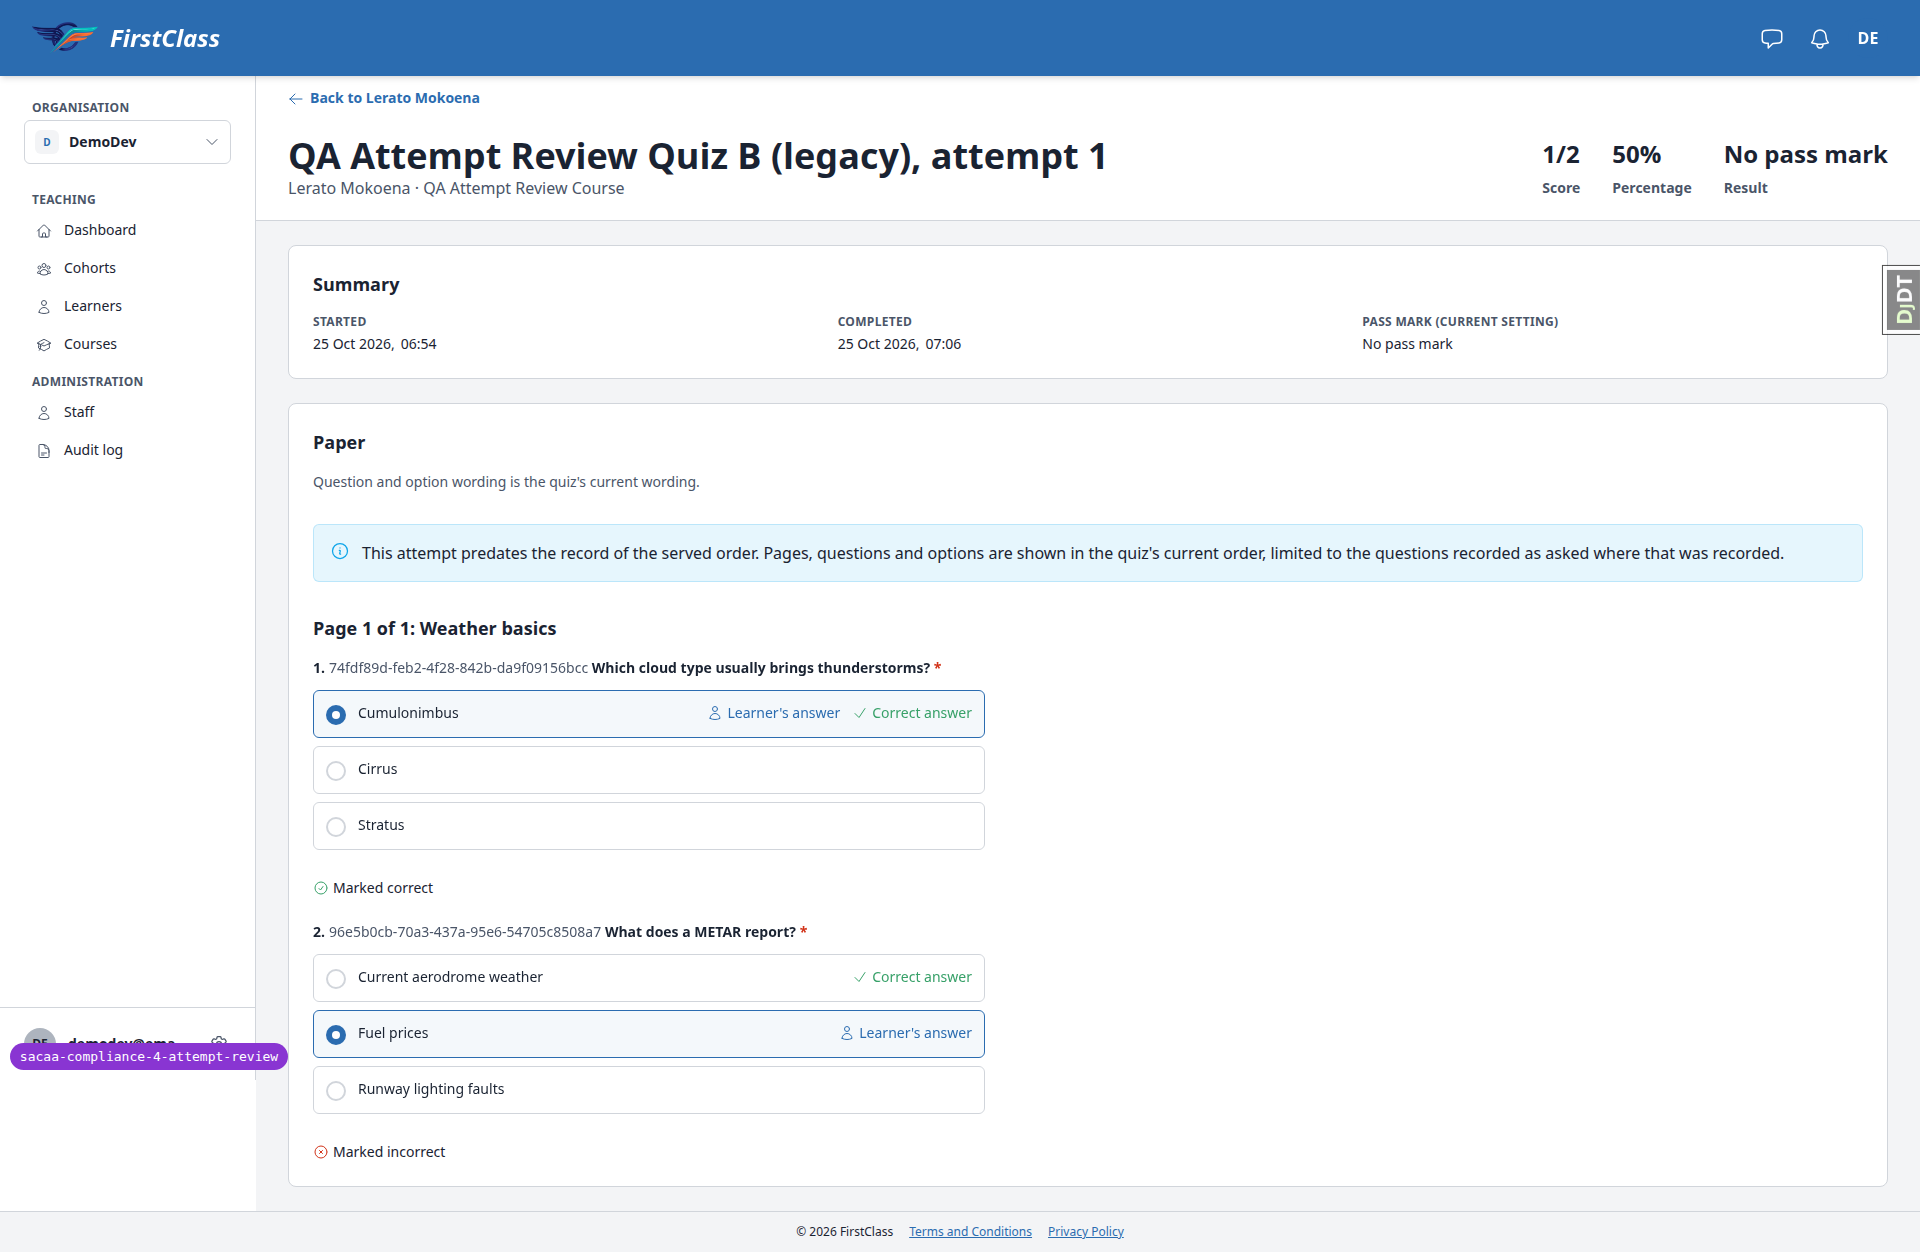 FirstClass
DE
ORGANISATION
D DemoDev
TEACHING
Dashboard
Cohorts
Learners
Courses
ADMINISTRATION
Staff
Audit log
sacaa-compliance-4-attempt-review
Back to Lerato Mokoena
QA Attempt Review Quiz B (legacy), attempt 1
Lerato Mokoena · QA Attempt Review Course
1/2 50% No pass mark
Score Percentage Result
DJDT
Summary
STARTED COMPLETED PASS MARK (CURRENT SETTING)
25 Oct 2026, 06:54 25 Oct 2026, 07:06 No pass mark
Paper
Question and option wording is the quiz's current wording.
This attempt predates the record of the served order. Pages, questions and options are shown in the quiz's current order, limited to the questions recorded as asked where that was recorded.
Page 1 of 1: Weather basics
1. 74fdf89d-feb2-4f28-842b-da9f09156bcc Which cloud type usually brings thunderstorms? *
Cumulonimbus Learner's answer Correct answer
Cirrus
Stratus
Marked correct
2. 96e5b0cb-70a3-437a-95e6-54705c8508a7 What does a METAR report? *
Current aerodrome weather Correct answer
Fuel prices Learner's answer
Runway lighting faults
Marked incorrect
© 2026 FirstClass Terms and Conditions Privacy Policy